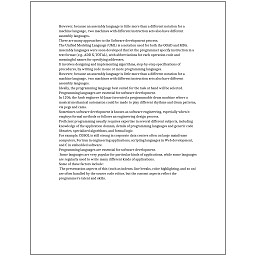 However, because an assembly language is little more than a different notation for a
machine language, two machines with different instruction sets also have different
assembly languages.
There are many approaches to the Software development process.
The Unified Modeling Language (UML) is a notation used for both the OOAD and MDA.
Assembly languages were soon developed that let the programmer specify instruction in a
text format (e.g., ADD X, TOTAL), with abbreviations for each operation code and
meaningful names for specifying addresses.
It involves designing and implementing algorithms, step-by-step specifications of
procedures, by writing code in one or more programming languages.
However, because an assembly language is little more than a different notation for a
machine language, two machines with different instruction sets also have different
assembly languages.
Ideally, the programming language best suited for the task at hand will be selected.
Programming languages are essential for software development.
In 1206, the Arab engineer Al-Jazari invented a programmable drum machine where a
musical mechanical automaton could be made to play different rhythms and drum patterns,
via pegs and cams.
Sometimes software development is known as software engineering, especially when it
employs formal methods or follows an engineering design process.
Proficient programming usually requires expertise in several different subjects, including
knowledge of the application domain, details of programming languages and generic code
libraries, specialized algorithms, and formal logic.
For example, COBOL is still strong in corporate data centers often on large mainframe
computers, Fortran in engineering applications, scripting languages in Web development,
and C in embedded software.
Programming languages are essential for software development.
Some languages are very popular for particular kinds of applications, while some languages
are regularly used to write many different kinds of applications.
Some of these factors include:
The presentation aspects of this (such as indents, line breaks, color highlighting, and so on)
are often handled by the source code editor, but the content aspects reflect the
programmer's talent and skills.